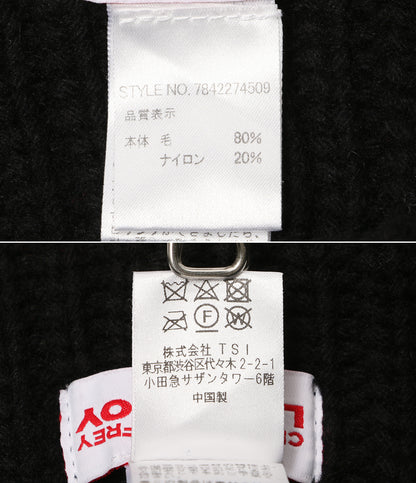 STYLE NO. 7842274509
品質表示
本体 毛 80%
ナイロン 20%
F
W
株式会社 TSI
東京都渋谷区代々木2-2-1
小田急サザンタワー6階
中国製
FREY
OY
C
L